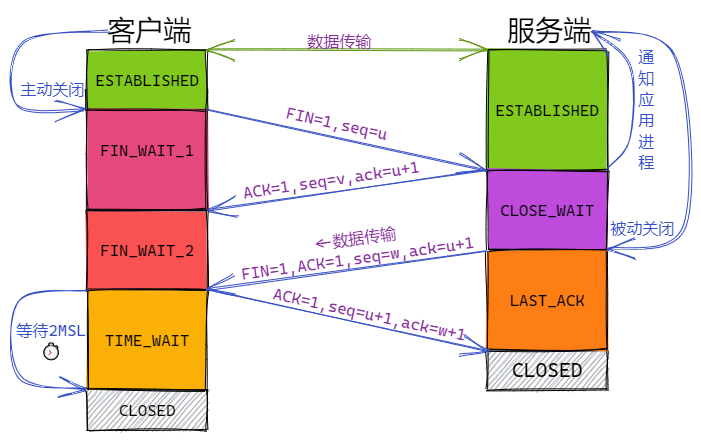 客户端
服务端
数据传输
ESTABLISHED
主动关闭
通知应用进程
FIN=1,seq=u
ESTABLISHED
FIN_WAIT_1
ACK=1,seq=v,ack=u+1
CLOSE_WAIT
被动关闭
←数据传输
FIN_WAIT_2
FIN=1,ACK=1,seq=w,ack=u+1
LAST_ACK
ACK=1,seq=u+1,ack=w+1
等待2MSL
TIME_WAIT
CLOSED
CLOSED